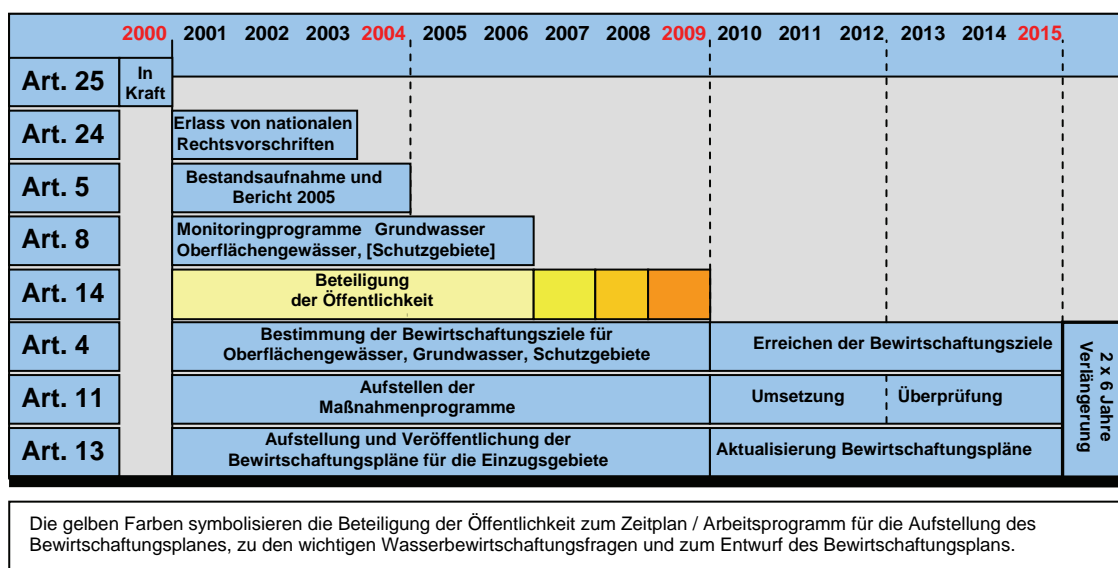 2000 2001 2002 2003 2004 2005 2006 2007 2008 2009 2010 2011 2012 2013 2014 2015
Art. 25
In
Kraft
Art. 24
Erlass von nationalen
Rechtsvorschriften
Art. 5
Bestandsaufnahme und
Bericht 2005
Art. 8
Monitoringprogramme Grundwasser
Oberflächengewässer, [Schutzgebiete]
Art. 14
Beteiligung
der Öffentlichkeit
Art. 4
Bestimmung der Bewirtschaftungsziele für
Oberflächengewässer, Grundwasser, Schutzgebiete
Erreichen der Bewirtschaftungsziele
Art. 11
Aufstellen der
Maßnahmenprogramme
Umsetzung
Überprüfung
Art. 13
Aufstellung und Veröffentlichung der
Bewirtschaftungspläne für die Einzugsgebiete
Aktualisierung Bewirtschaftungspläne
2 x 6 Jahre
Verlängerung
Die gelben Farben symbolisieren die Beteiligung der Öffentlichkeit zum Zeitplan / Arbeitsprogramm für die Aufstellung des
Bewirtschaftungsplanes, zu den wichtigen Wasserbewirtschaftungsfragen und zum Entwurf des Bewirtschaftungsplans.